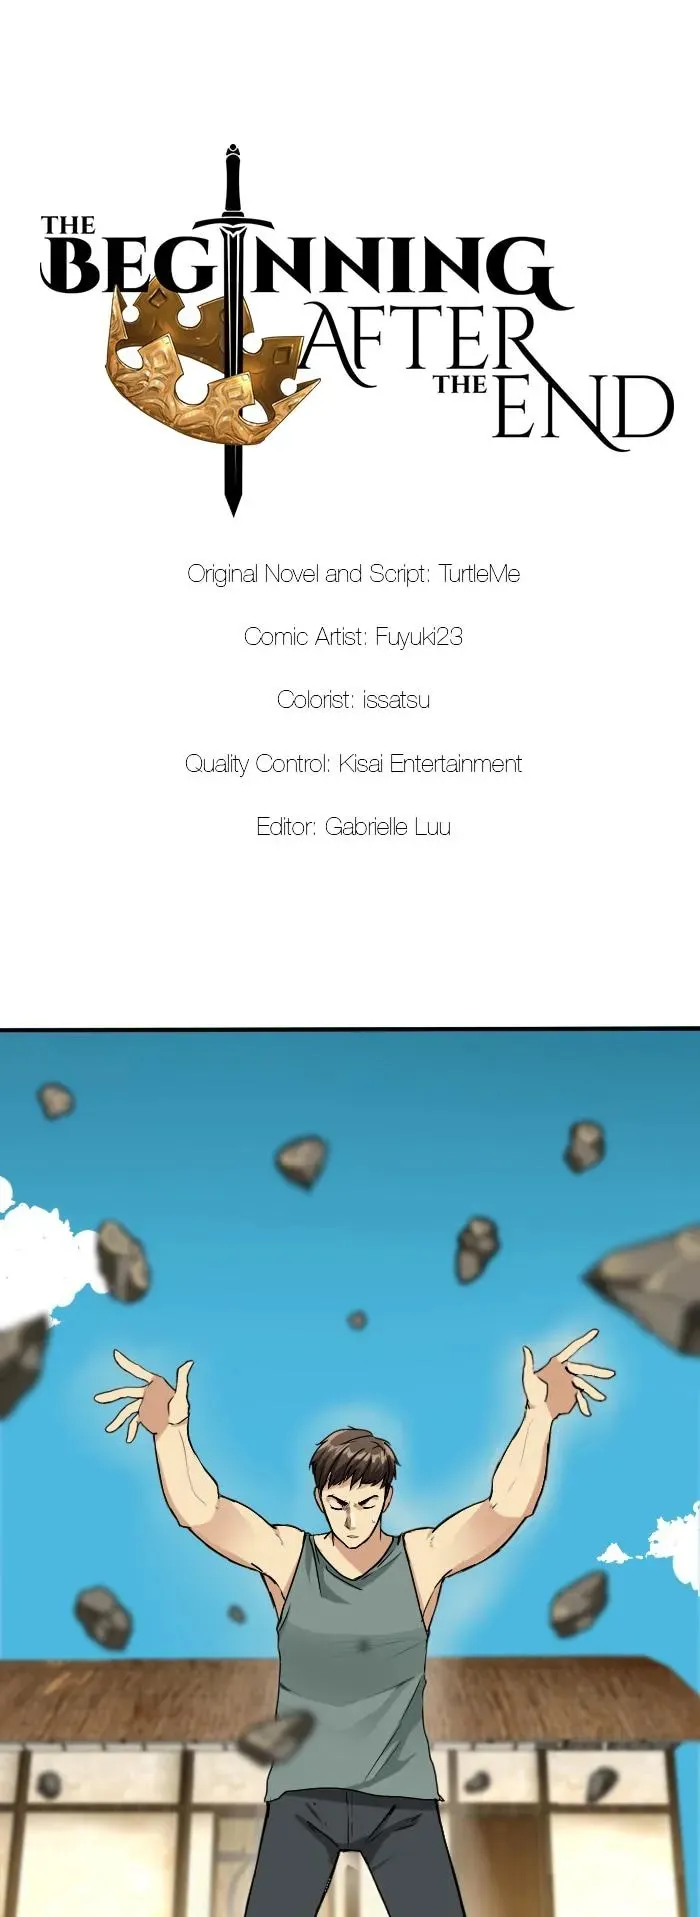 THE
BEGINNING
AFTER
THE END
Original Novel and Script: TurtleMe
Comic Artist: Fuyuki23
Colorist: issatsu
Quality Control: Kisai Entertainment
Editor: Gabrielle Luu